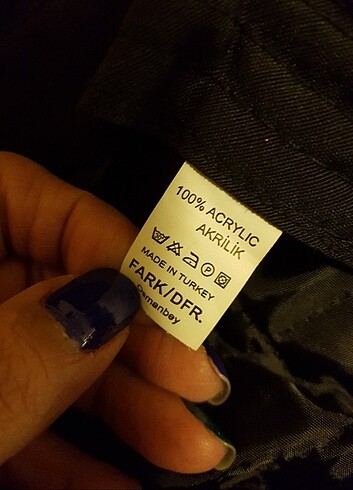 100% ACRYLIC
AKRİLİK
P
MADE IN TURKEY
FARK/DFR.
Osmanbey